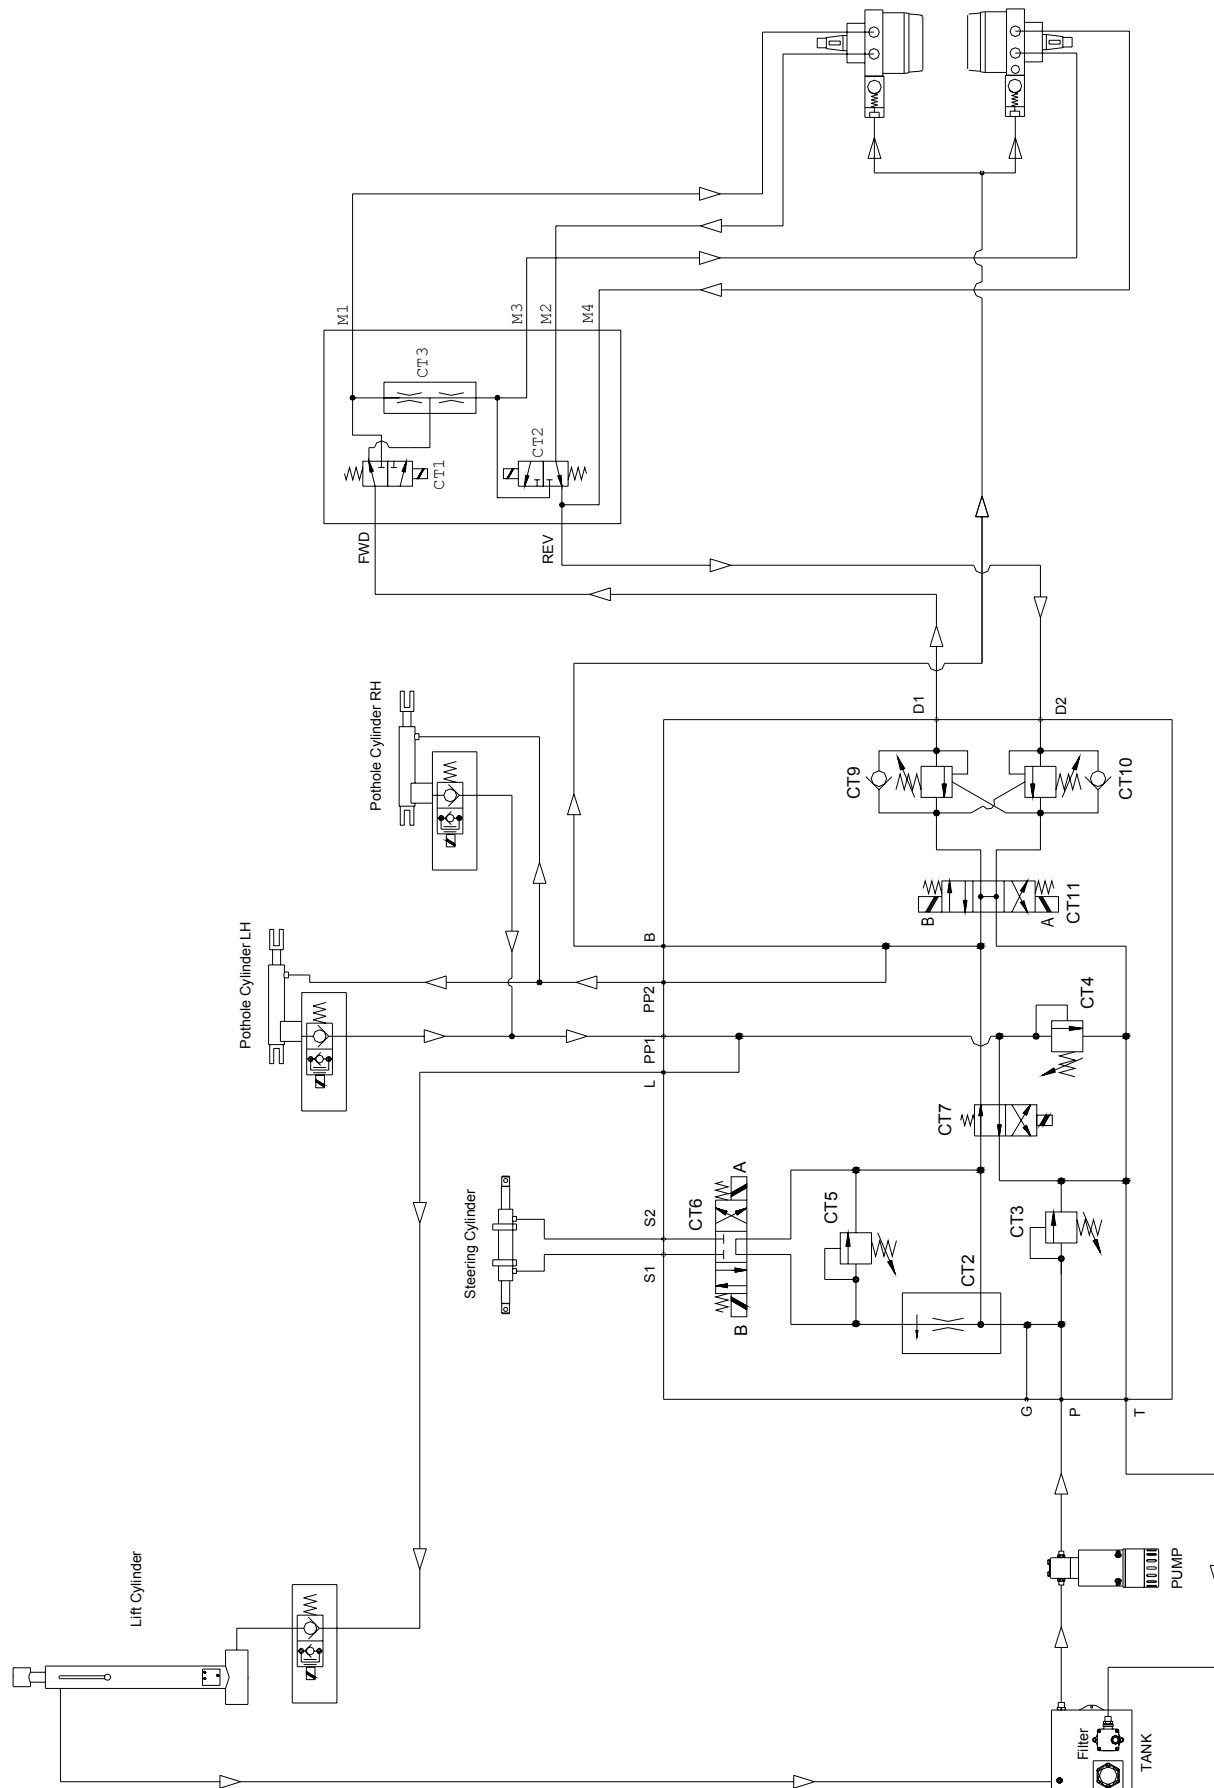 M1
M3
M2
M4
CT3
CT1
CT2
FWD
REV
Pothole Cylinder RH
D1
D2
CT9
CT10
Pothole Cylinder LH
B
A
CT11
B
PP2
PP1
L
CT4
CT7
Steering Cylinder
S2
S1
CT6
A
B
CT5
CT3
CT2
G
P
T
Lift Cylinder
PUMP
Filter
TANK